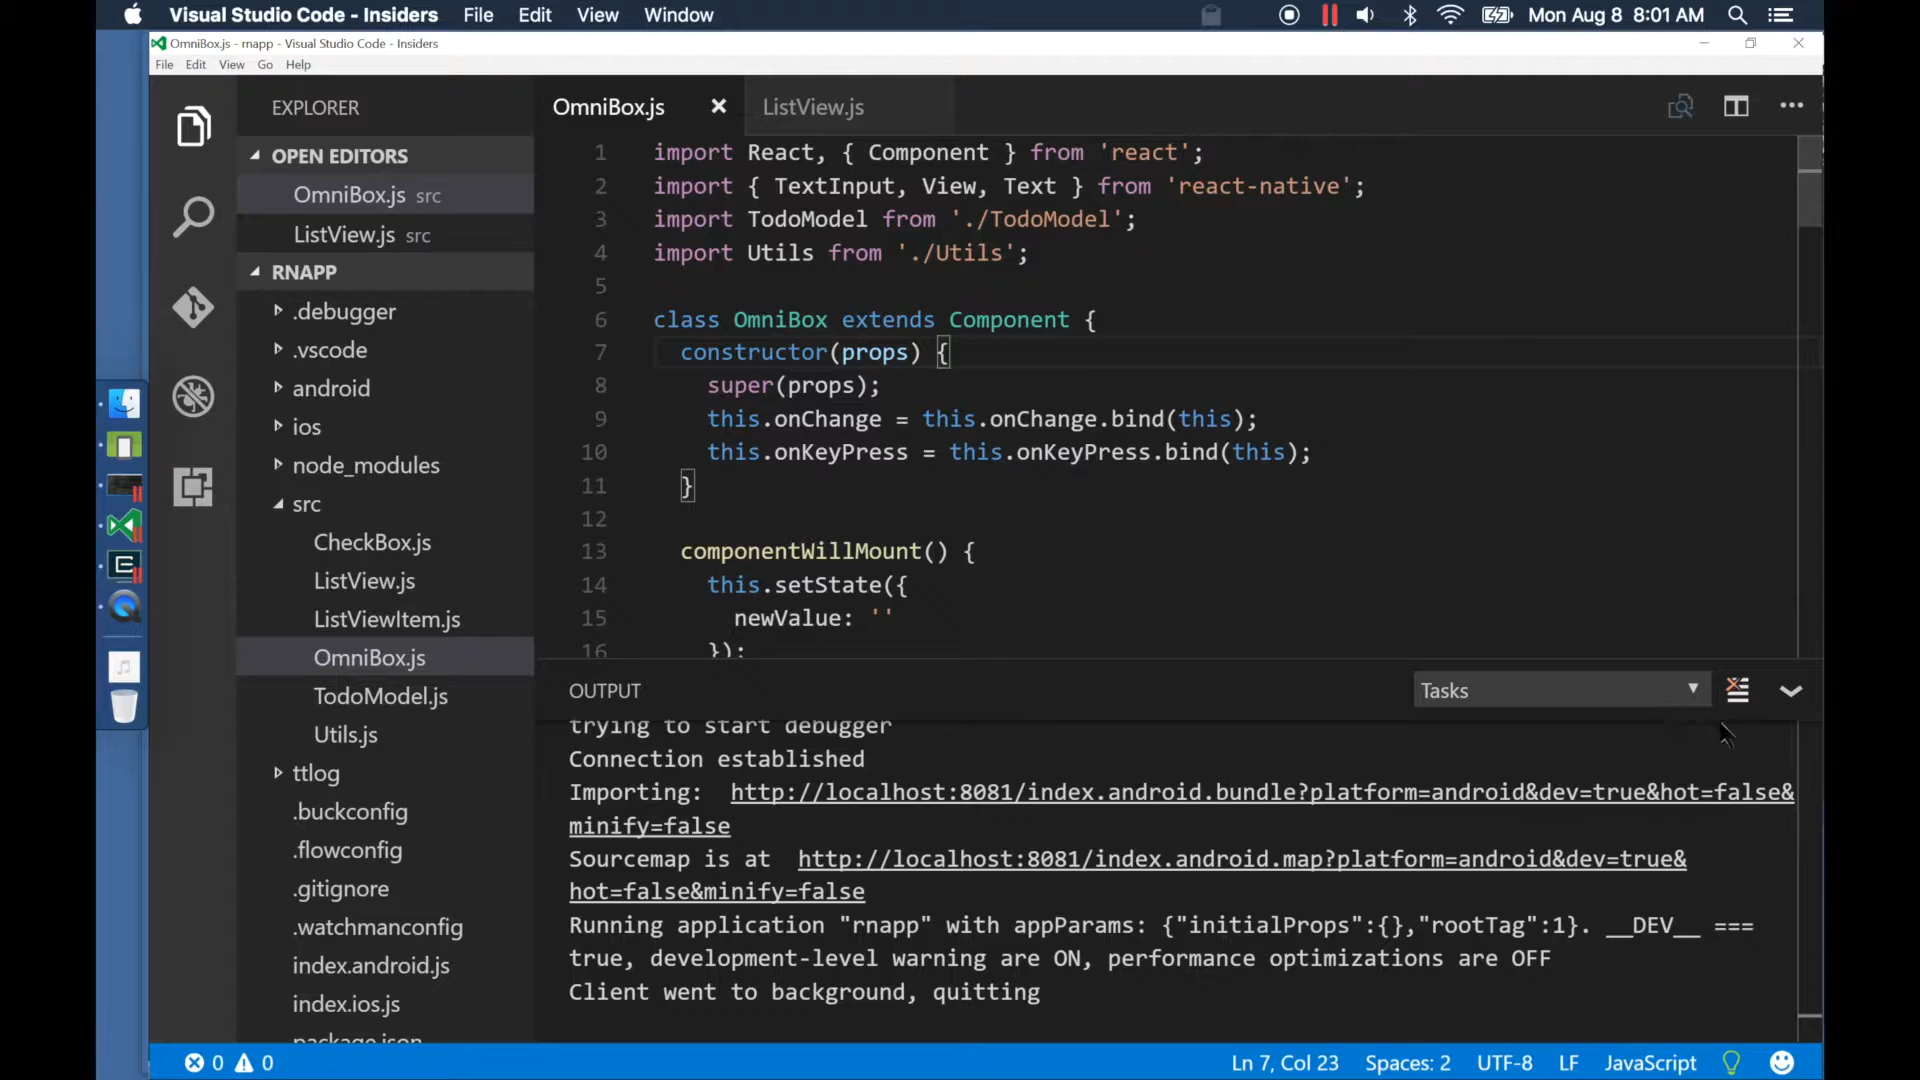 Visual Studio Code - Insiders File Edit View Window Mon Aug 8 8:01 AM
OmniBox.js - rnapp - Visual Studio Code - Insiders
File Edit View Go Help
EXPLORER
OPEN EDITORS
OmniBox.js src
ListView.js src
RNAPP
.debugger
.vscode
android
ios
node_modules
src
CheckBox.js
ListView.js
ListViewItem.js
OmniBox.js
TodoModel.js
Utils.js
ttlog
.buckconfig
.flowconfig
.gitignore
.watchmanconfig
index.android.js
index.ios.js
package.json
OmniBox.js ListView.js
1 import React, { Component } from 'react';
2 import { TextInput, View, Text } from 'react-native';
3 import TodoModel from './TodoModel';
4 import Utils from './Utils';
5
6 class OmniBox extends Component {
7 constructor(props) {
8 super(props);
9 this.onChange = this.onChange.bind(this);
10 this.onKeyPress = this.onKeyPress.bind(this);
11 }
12
13 componentWillMount() {
14 this.setState({
15 newValue: ''
16 });
OUTPUT Tasks
trying to start debugger
Connection established
Importing: http://localhost:8081/index.android.bundle?platform=android&dev=true&hot=false&
minify=false
Sourcemap is at http://localhost:8081/index.android.map?platform=android&dev=true&
hot=false&minify=false
Running application "rnapp" with appParams: {"initialProps":{},"rootTag":1}. __DEV__ ===
true, development-level warning are ON, performance optimizations are OFF
Client went to background, quitting
0 0 Ln 7, Col 23 Spaces: 2 UTF-8 LF JavaScript